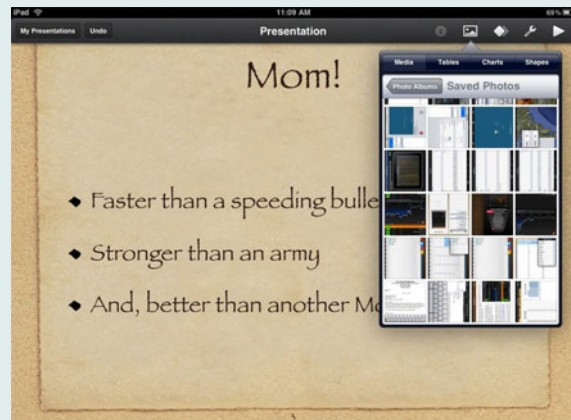 iPad
11:09 AM
69%
My Presentations
Undo
Presentation
Media
Tables
Charts
Shapes
Photo Albums
Saved Photos
Mom!
Faster than a speeding bulle
Stronger than an army
And, better than another Mo